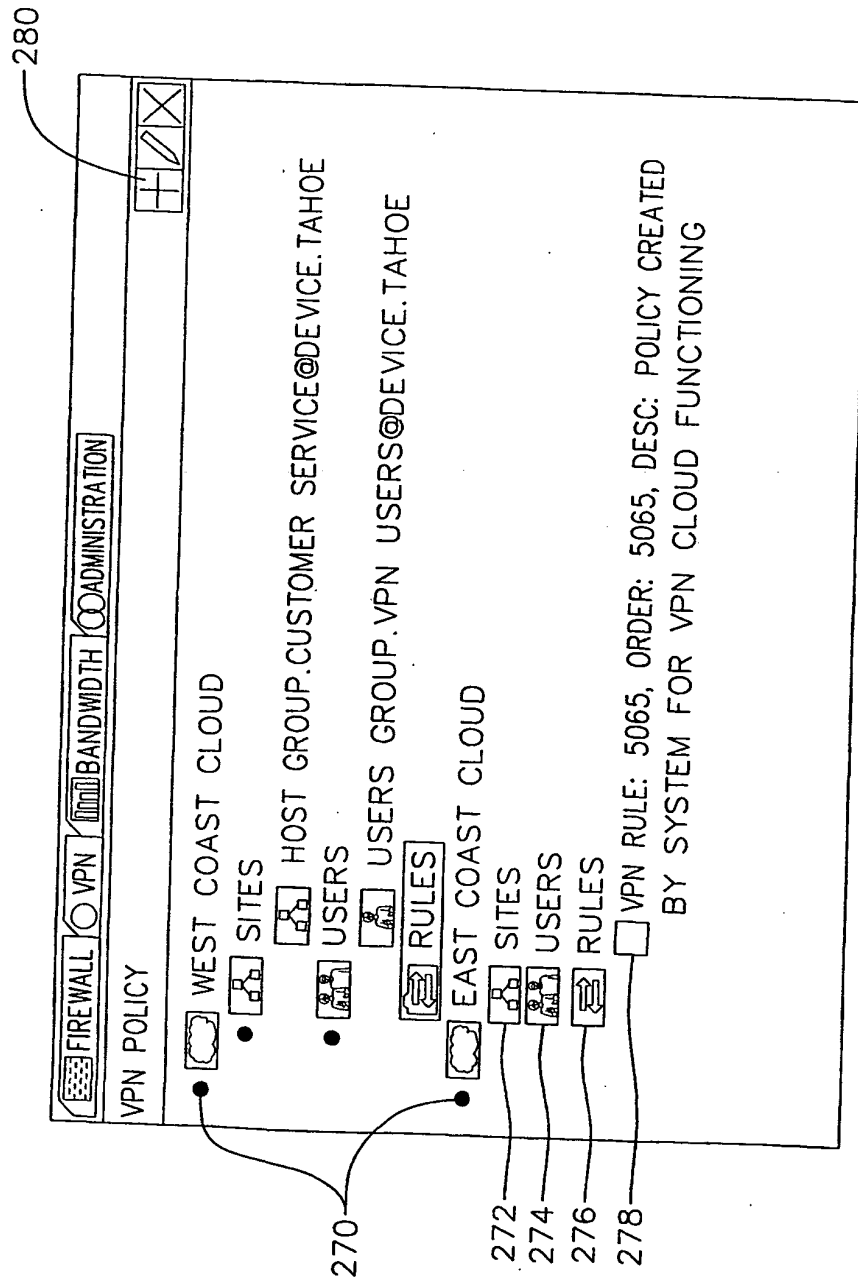 280
FIREWALL VPN BANDWIDTH ADMINISTRATION
VPN POLICY
270
WEST COAST CLOUD
SITES
HOST GROUP.CUSTOMER SERVICE@DEVICE.TAHOE
USERS
USERS GROUP.VPN USERS@DEVICE.TAHOE
RULES
EAST COAST CLOUD
272 SITES
274 USERS
276 RULES
278 VPN RULE: 5065, ORDER: 5065, DESC: POLICY CREATED
BY SYSTEM FOR VPN CLOUD FUNCTIONING